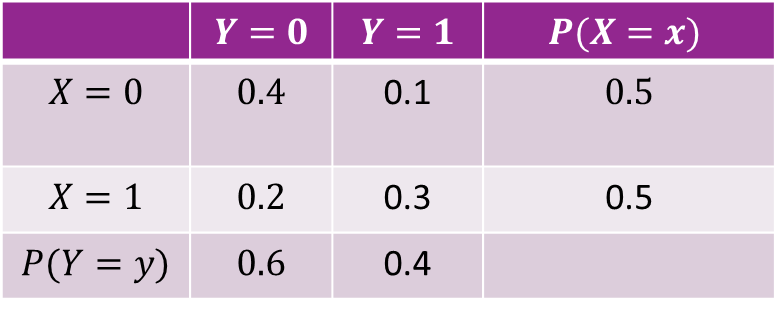 Y = 0 Y = 1 P(X = x)
X = 0 0.4 0.1 0.5
X = 1 0.2 0.3 0.5
P(Y = y) 0.6 0.4